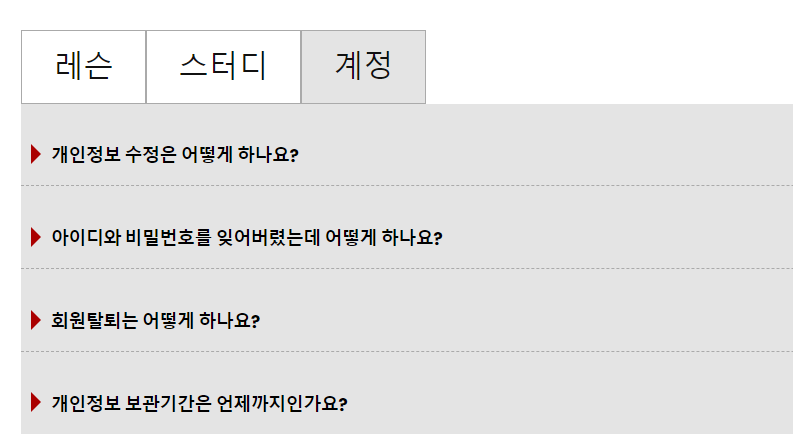 레슨 스터디 계정
개인정보 수정은 어떻게 하나요?
아이디와 비밀번호를 잊어버렸는데 어떻게 하나요?
회원탈퇴는 어떻게 하나요?
개인정보 보관기간은 언제까지인가요?